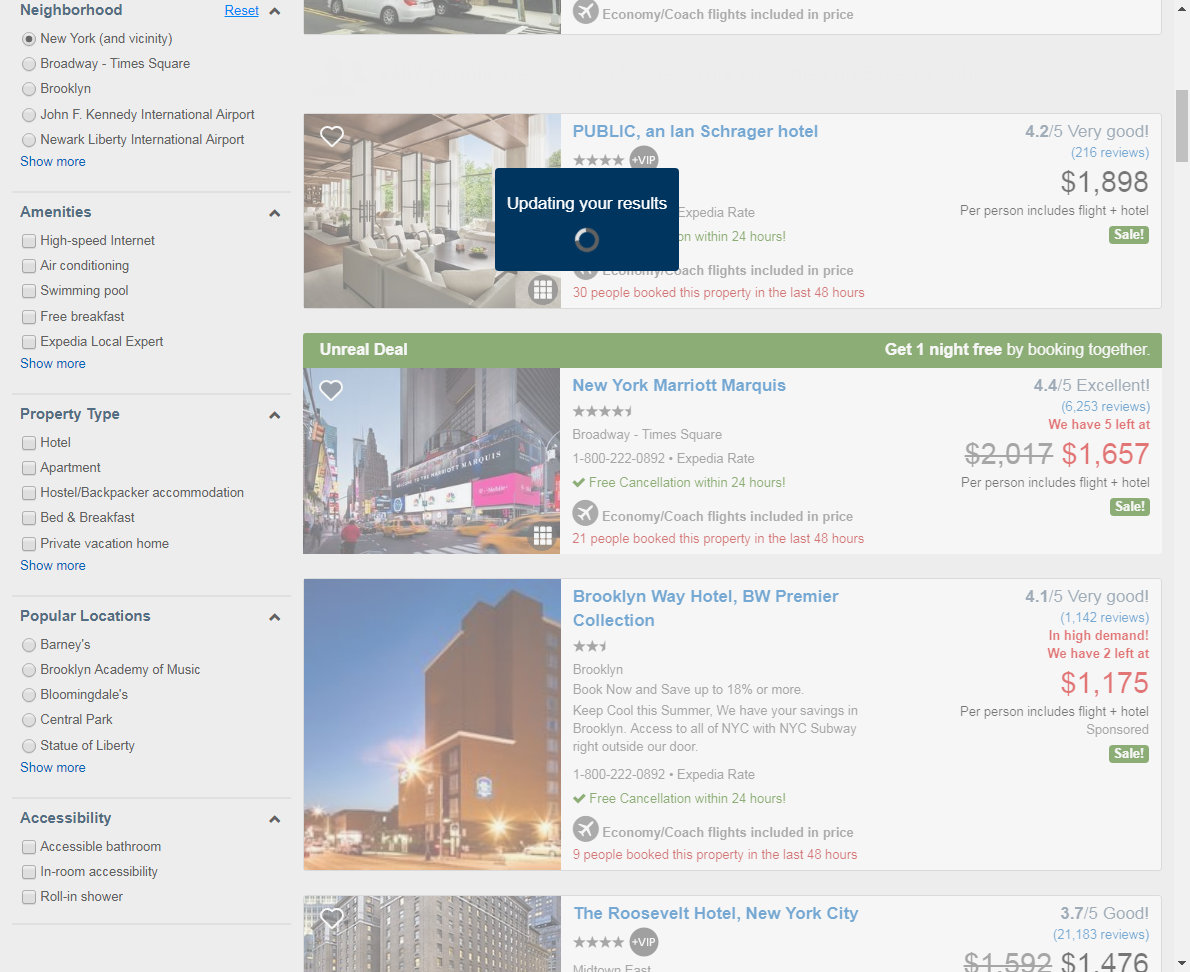 Neighborhood
Reset
New York (and vicinity)
Broadway - Times Square
Brooklyn
John F. Kennedy International Airport
Newark Liberty International Airport
Show more
Amenities
High-speed Internet
Air conditioning
Swimming pool
Free breakfast
Expedia Local Expert
Show more
Property Type
Hotel
Apartment
Hostel/Backpacker accommodation
Bed & Breakfast
Private vacation home
Show more
Popular Locations
Barney's
Brooklyn Academy of Music
Bloomingdale's
Central Park
Statue of Liberty
Show more
Accessibility
Accessible bathroom
In-room accessibility
Roll-in shower
Economy/Coach flights included in price
PUBLIC, an Ian Schrager hotel
+VIP
Updating your results
Expedia Rate
on within 24 hours!
Economy/Coach flights included in price
30 people booked this property in the last 48 hours
4.2/5 Very good!
(216 reviews)
$1,898
Per person includes flight + hotel
Sale!
Unreal Deal
Get 1 night free by booking together.
WELCOME TO THE MARRIOTT MARQUIS
New York Marriott Marquis
Broadway - Times Square
1-800-222-0892 • Expedia Rate
Free Cancellation within 24 hours!
Economy/Coach flights included in price
21 people booked this property in the last 48 hours
4.4/5 Excellent!
(6,253 reviews)
We have 5 left at
$2,017 $1,657
Per person includes flight + hotel
Sale!
Brooklyn Way Hotel, BW Premier
Collection
Brooklyn
Book Now and Save up to 18% or more.
Keep Cool this Summer, We have your savings in
Brooklyn. Access to all of NYC with NYC Subway
right outside our door.
1-800-222-0892 • Expedia Rate
Free Cancellation within 24 hours!
Economy/Coach flights included in price
9 people booked this property in the last 48 hours
4.1/5 Very good!
(1,142 reviews)
In high demand!
We have 2 left at
$1,175
Per person includes flight + hotel
Sponsored
Sale!
The Roosevelt Hotel, New York City
+VIP
Midtown East
3.7/5 Good!
(21,183 reviews)
$1,592 $1,476